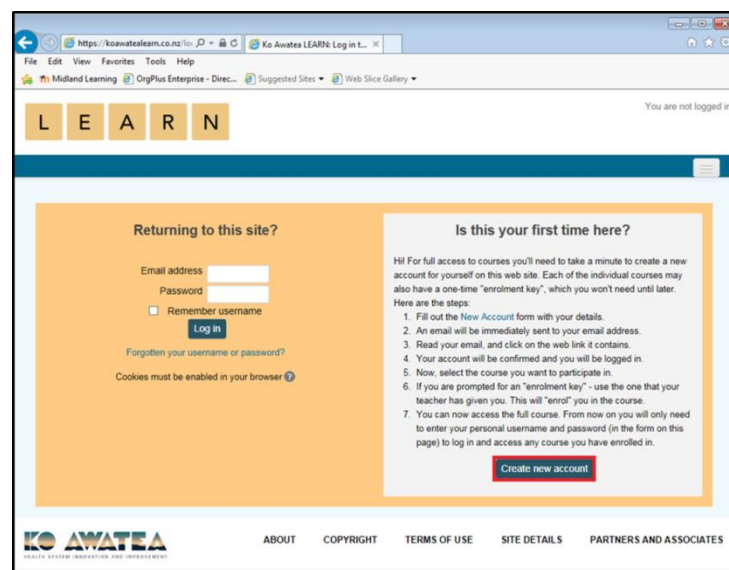 https://koawatealearn.co.nz/lo
Ko Awatea LEARN: Log in t...
File Edit View Favorites Tools Help
Midland Learning OrgPlus Enterprise - Direc... Suggested Sites Web Slice Gallery
LEARN
You are not logged in
Returning to this site?
Email address
Password
Remember username
Log in
Forgotten your username or password?
Cookies must be enabled in your browser
Is this your first time here?
Hi! For full access to courses you'll need to take a minute to create a new
account for yourself on this web site. Each of the individual courses may
also have a one-time "enrolment key", which you won't need until later.
Here are the steps:
1. Fill out the New Account form with your details.
2. An email will be immediately sent to your email address.
3. Read your email, and click on the web link it contains.
4. Your account will be confirmed and you will be logged in.
5. Now, select the course you want to participate in.
6. If you are prompted for an "enrolment key" - use the one that your
teacher has given you. This will "enrol" you in the course.
7. You can now access the full course. From now on you will only need
to enter your personal username and password (in the form on this
page) to log in and access any course you have enrolled in.
Create new account
KO AWATEA
HEALTH SYSTEM INNOVATION AND IMPROVEMENT
ABOUT COPYRIGHT TERMS OF USE SITE DETAILS PARTNERS AND ASSOCIATES